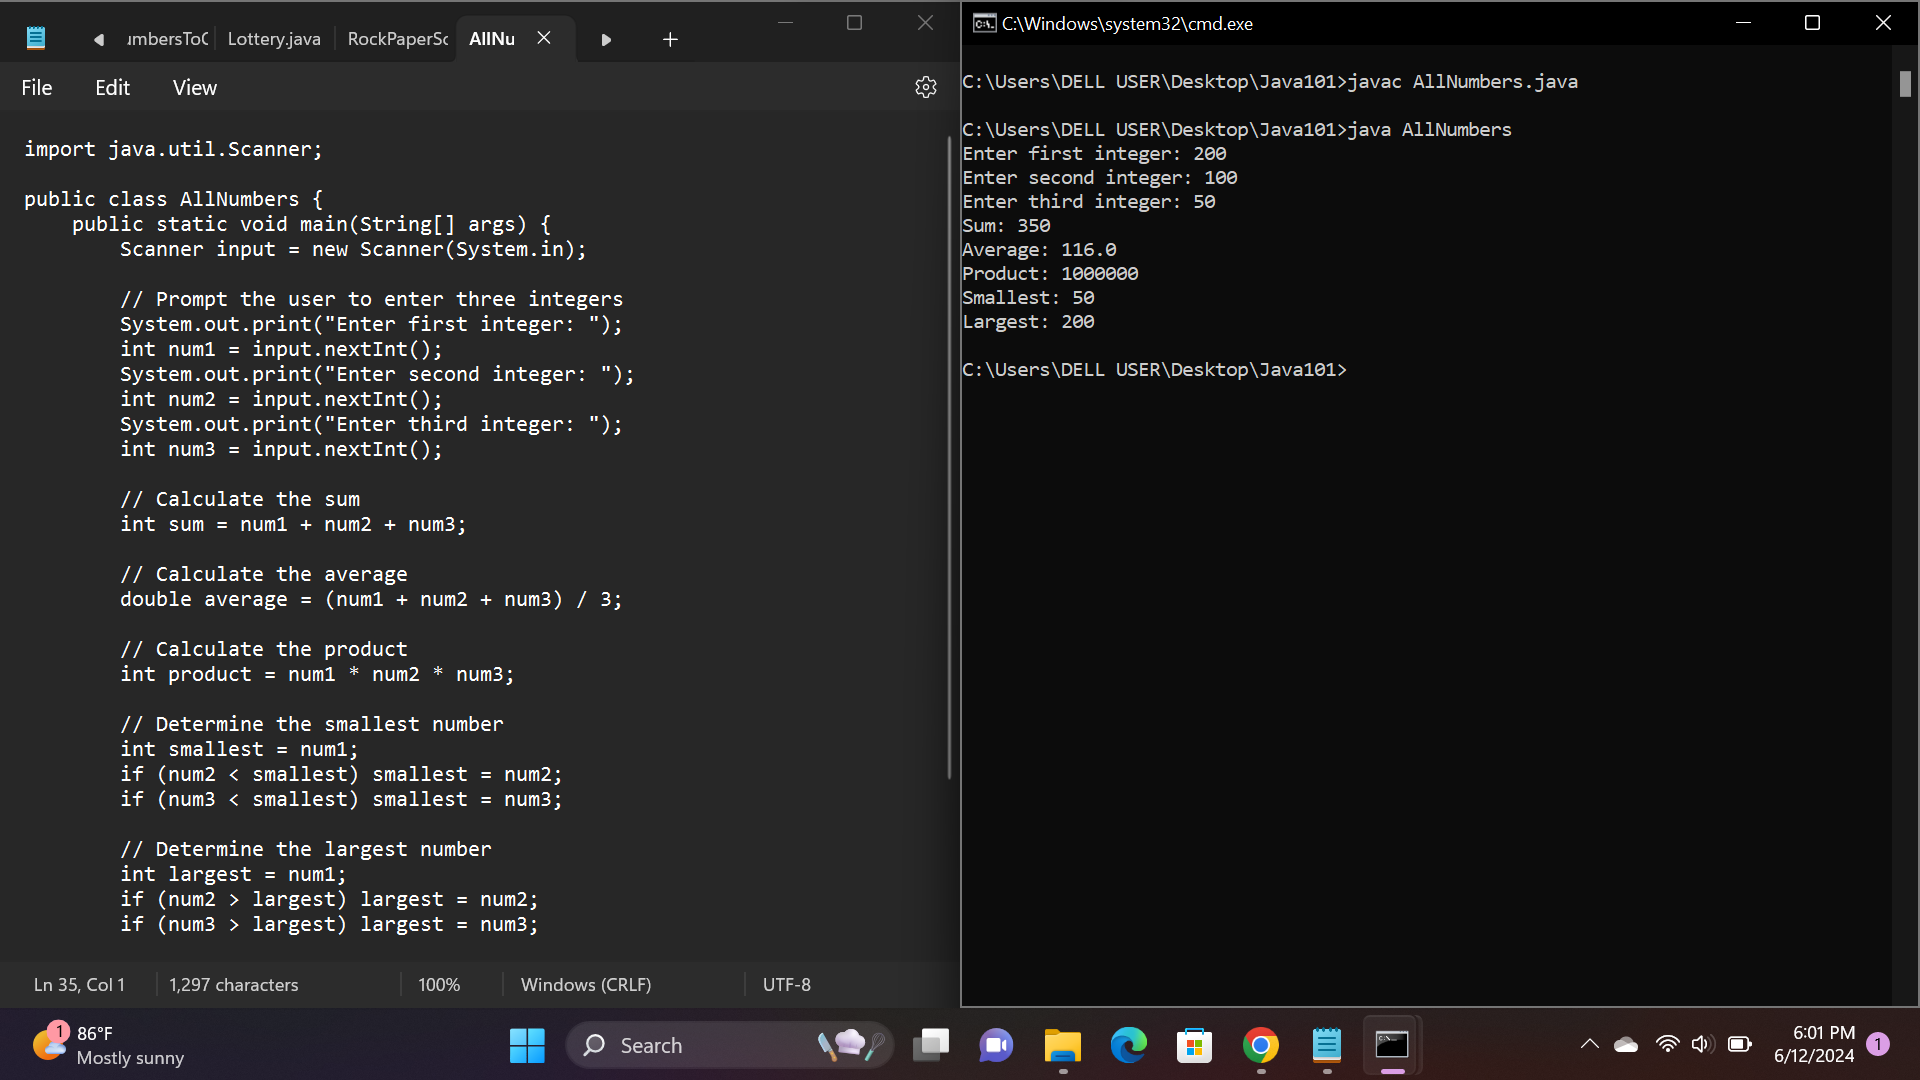 umbersToC Lottery.java RockPaperSc AllNu
File Edit View
import java.util.Scanner;
public class AllNumbers {
    public static void main(String[] args) {
        Scanner input = new Scanner(System.in);
        // Prompt the user to enter three integers
        System.out.print("Enter first integer: ");
        int num1 = input.nextInt();
        System.out.print("Enter second integer: ");
        int num2 = input.nextInt();
        System.out.print("Enter third integer: ");
        int num3 = input.nextInt();
        // Calculate the sum
        int sum = num1 + num2 + num3;
        // Calculate the average
        double average = (num1 + num2 + num3) / 3;
        // Calculate the product
        int product = num1 * num2 * num3;
        // Determine the smallest number
        int smallest = num1;
        if (num2 < smallest) smallest = num2;
        if (num3 < smallest) smallest = num3;
        // Determine the largest number
        int largest = num1;
        if (num2 > largest) largest = num2;
        if (num3 > largest) largest = num3;
Ln 35, Col 1 1,297 characters 100% Windows (CRLF) UTF-8
C:\Windows\system32\cmd.exe
C:\Users\DELL USER\Desktop\Java101>javac AllNumbers.java
C:\Users\DELL USER\Desktop\Java101>java AllNumbers
Enter first integer: 200
Enter second integer: 100
Enter third integer: 50
Sum: 350
Average: 116.0
Product: 1000000
Smallest: 50
Largest: 200
C:\Users\DELL USER\Desktop\Java101>
1
86°F
Mostly sunny
Search
6:01 PM
6/12/2024
1